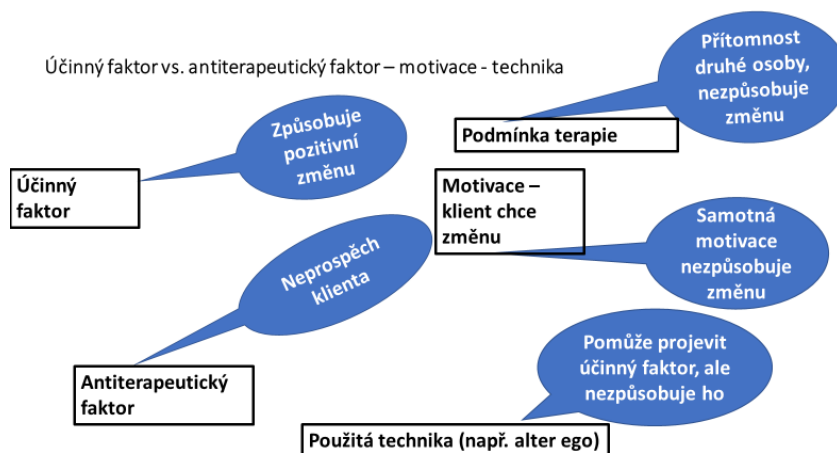 Účinný faktor vs. antiterapeutický faktor – motivace - technika
Přítomnost
druhé osoby,
nezpůsobuje
změnu
Podmínka terapie
Způsobuje
pozitivní
změnu
Účinný
faktor
Motivace –
klient chce
změnu
Samotná
motivace
nezpůsobuje
změnu
Neprospěch
klienta
Antiterapeutický
faktor
Pomůže projevit
účinný faktor, ale
nezpůsobuje ho
Použitá technika (např. alter ego)